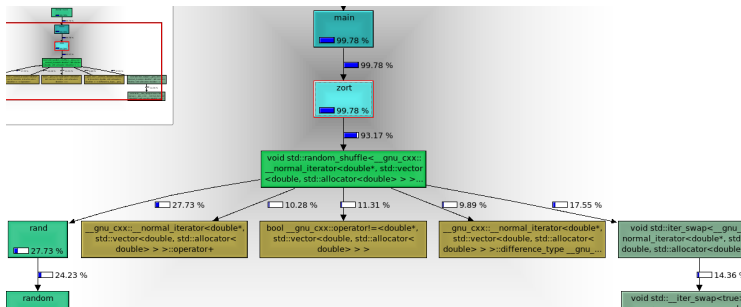 main
99.78 %
99.78 %
zort
99.78 %
93.17 %
void std::random_shuffle<__gnu_cxx::
__normal_iterator<double*, std::vector
<double, std::allocator<double> > >...
27.73 %
10.28 %
11.31 %
9.89 %
17.55 %
rand
27.73 %
__gnu_cxx::__normal_iterator<double*,
std::vector<double, std::allocator<
double> > >::operator+
bool __gnu_cxx::operator!=<double*,
std::vector<double, std::allocator<
double> > >
__gnu_cxx::__normal_iterator<double*,
std::vector<double, std::allocator<
double> > >::difference_type __gnu_...
void std::iter_swap<__gnu_
normal_iterator<double*, std
double, std::allocator<doubl
24.23 %
14.36
random
void std::__iter_swap<true: